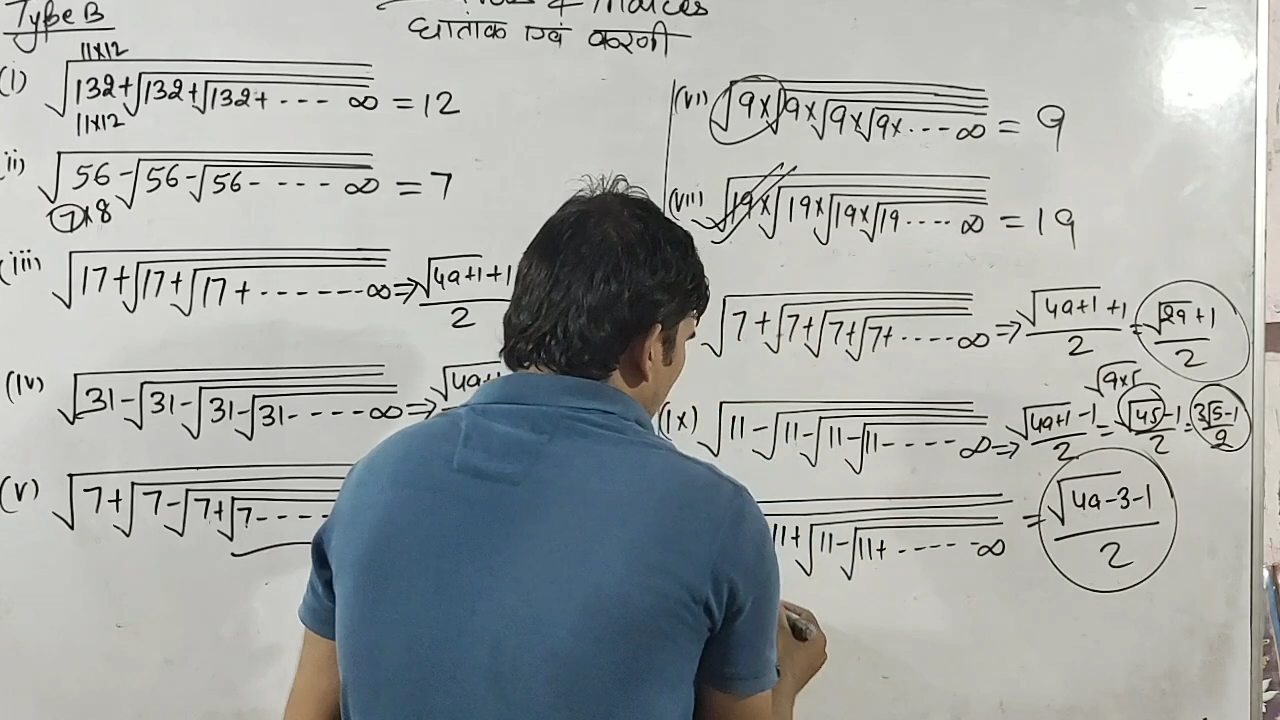 Type B
Indices
घातांक एवं करणी
11×12
(i) √132+√132+√132+ --- ∞ = 12
11×12
(ii) √56-√56-√56- ---- ∞ = 7
7×8
(iii) √17+√17+√17+ ------- ∞ ⇒ √4a+1+1
2
(iv) √31-√31-√31-√31- ---- ∞ ⇒
(v) √7+√7-√7+√7-----
(vi) √9×√9×√9×√9× --- ∞ = 9
(vii) √19×√19×√19×√19 ---- ∞ = 19
√7+√7+√7+√7+ ---- ∞ ⇒ √4a+1+1 / 2 = √29+1 / 2
√9×5
(ix) √11-√11-√11-√11- ---- ∞ ⇒ √4a+1-1 / 2 = √45-1 / 2 = 3√5-1 / 2
11+√11-√11+ ----- ∞ = √4a-3-1 / 2